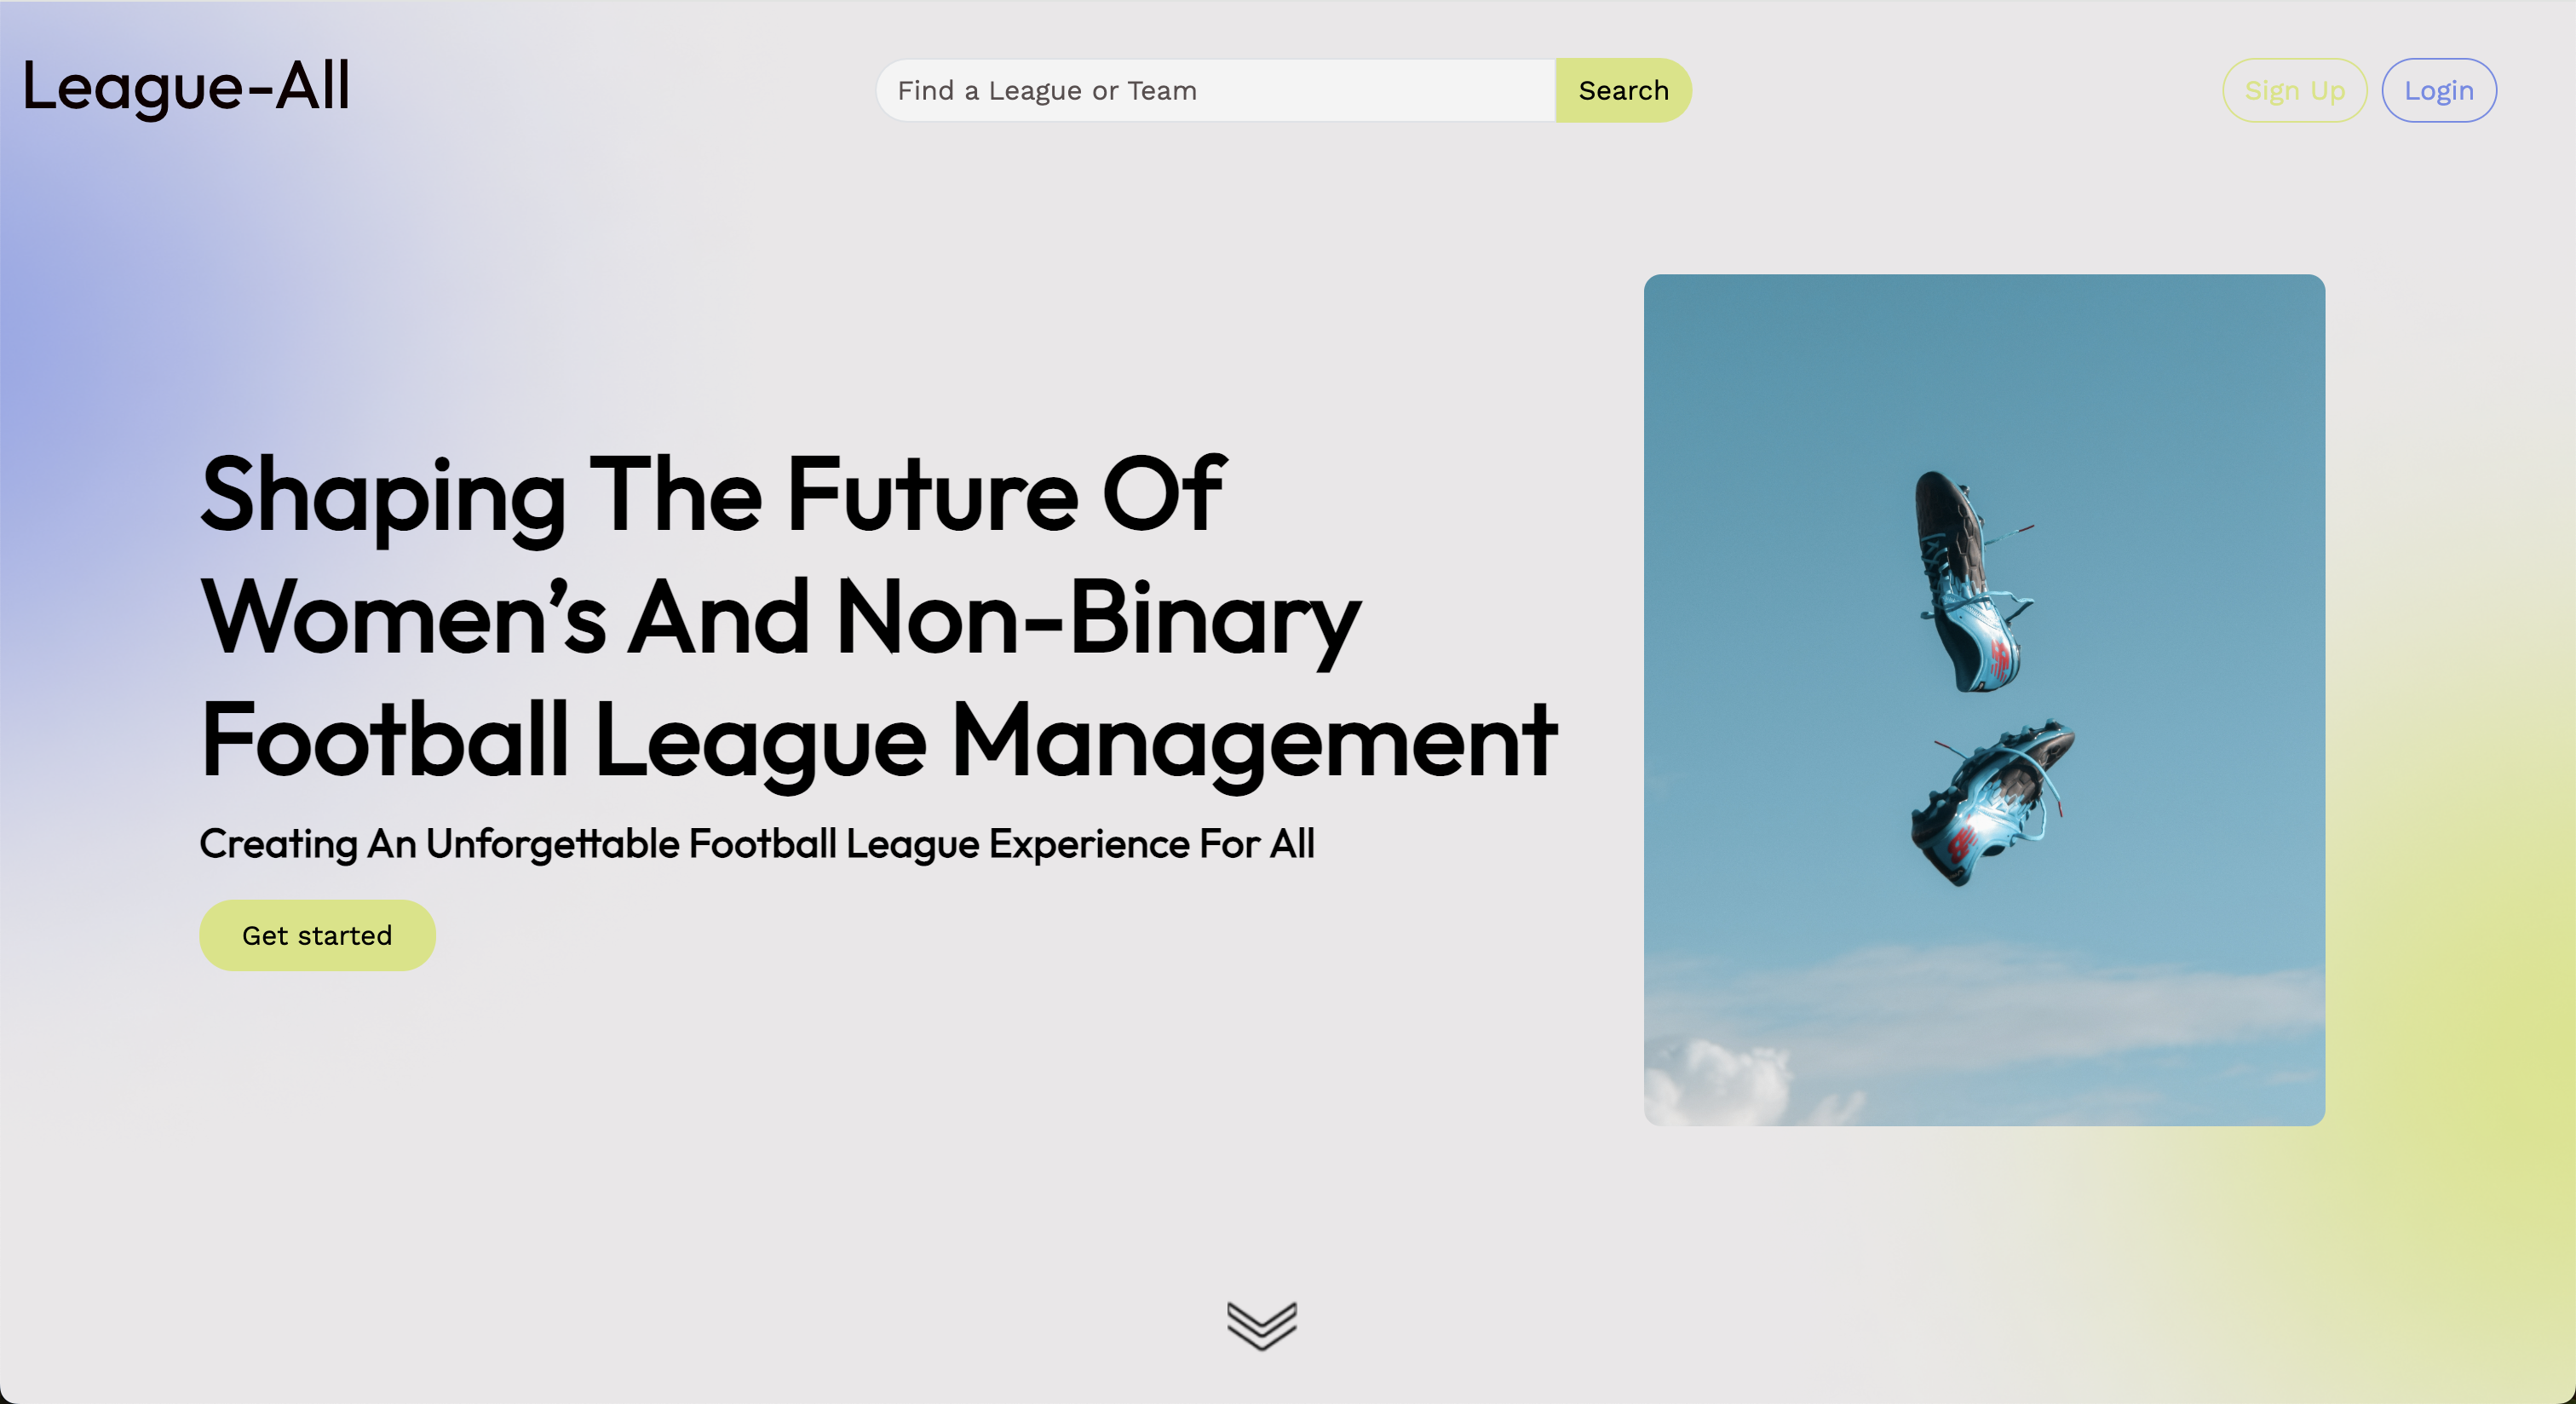 League-All
Find a League or Team
Search
Sign Up
Login
Shaping The Future Of
Women’s And Non-Binary
Football League Management
Creating An Unforgettable Football League Experience For All
Get started